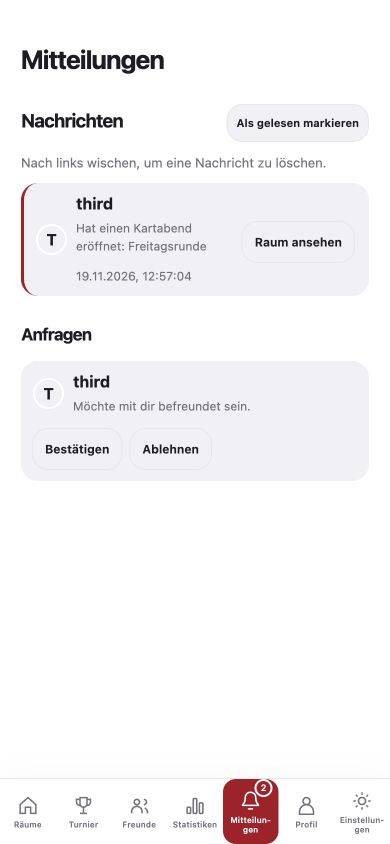 Mitteilungen
Nachrichten
Als gelesen markieren
Nach links wischen, um eine Nachricht zu löschen.
T
third
Hat einen Kartabend
eröffnet: Freitagsrunde
19.11.2026, 12:57:04
Raum ansehen
Anfragen
T
third
Möchte mit dir befreundet sein.
Bestätigen
Ablehnen
Räume
Turnier
Freunde
Statistiken
2
Mitteilun-
gen
Profil
Einstellun-
gen